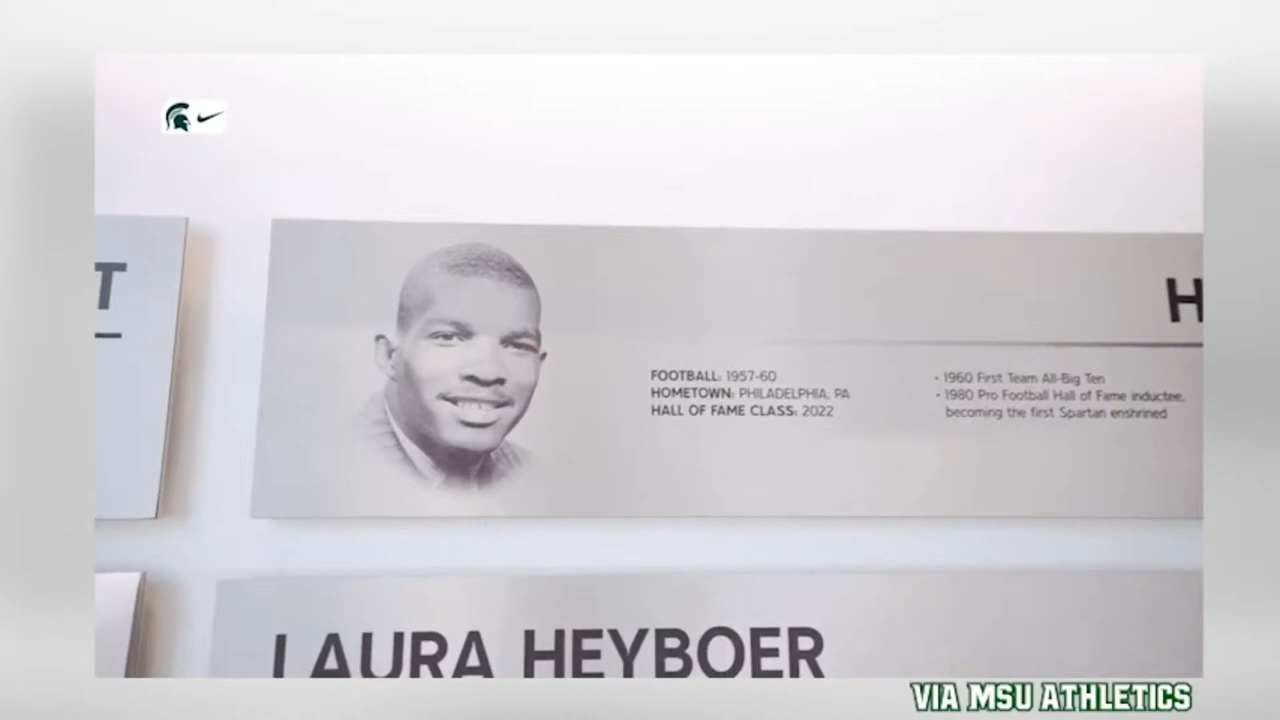 T
H
FOOTBALL: 1957-60
HOMETOWN: PHILADELPHIA, PA
HALL OF FAME CLASS: 2022
• 1960 First Team All-Big Ten
• 1980 Pro Football Hall of Fame inductee,
becoming the first Spartan enshrined
LAURA HEYBOER
VIA MSU ATHLETICS